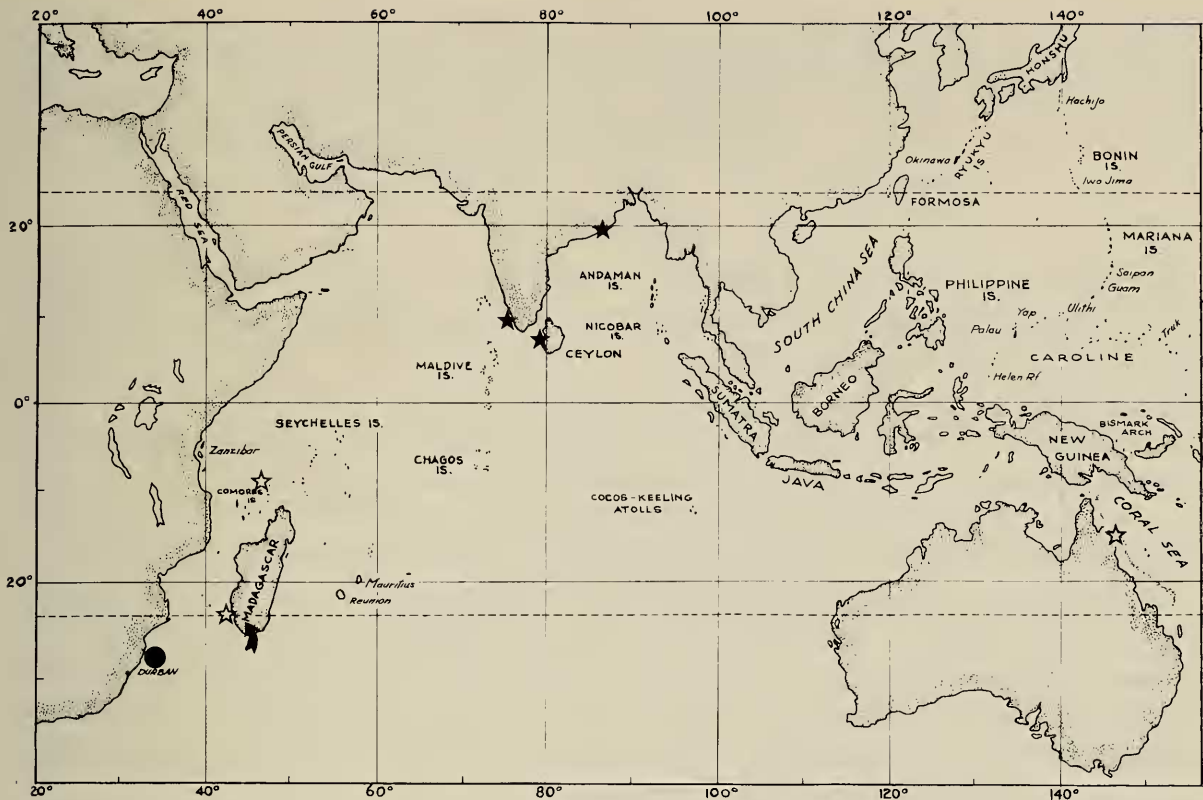 20° 40° 60° 80° 100° 120° 140°
HONSHU
Hachijo
PERSIAN GULF
Okinawa
RYUKYU
IS
BONIN
IS.
Iwo Jima
RED SEA
FORMOSA
20°
MARIANA
IS.
SOUTH CHINA SEA
ANDAMAN
IS.
Saipan
Guam
PHILIPPINE
IS.
Ulithi
Yap
NICOBAR
IS.
Palau
Truk
CEYLON
CAROLINE
MALDIVE
IS.
Helen Rf
SUMATRA
BORNEO
0°
SEYCHELLES IS.
BISMARK
ARCH
NEW
GUINEA
Zanzibar
CHAGOS
IS.
JAVA
COMORES
IS
COCOS-KEELING
ATOLLS
CORAL SEA
MADAGASCAR
20°
Mauritius
Reunion
DURBAN
20° 40° 60° 80° 100° 120° 140°